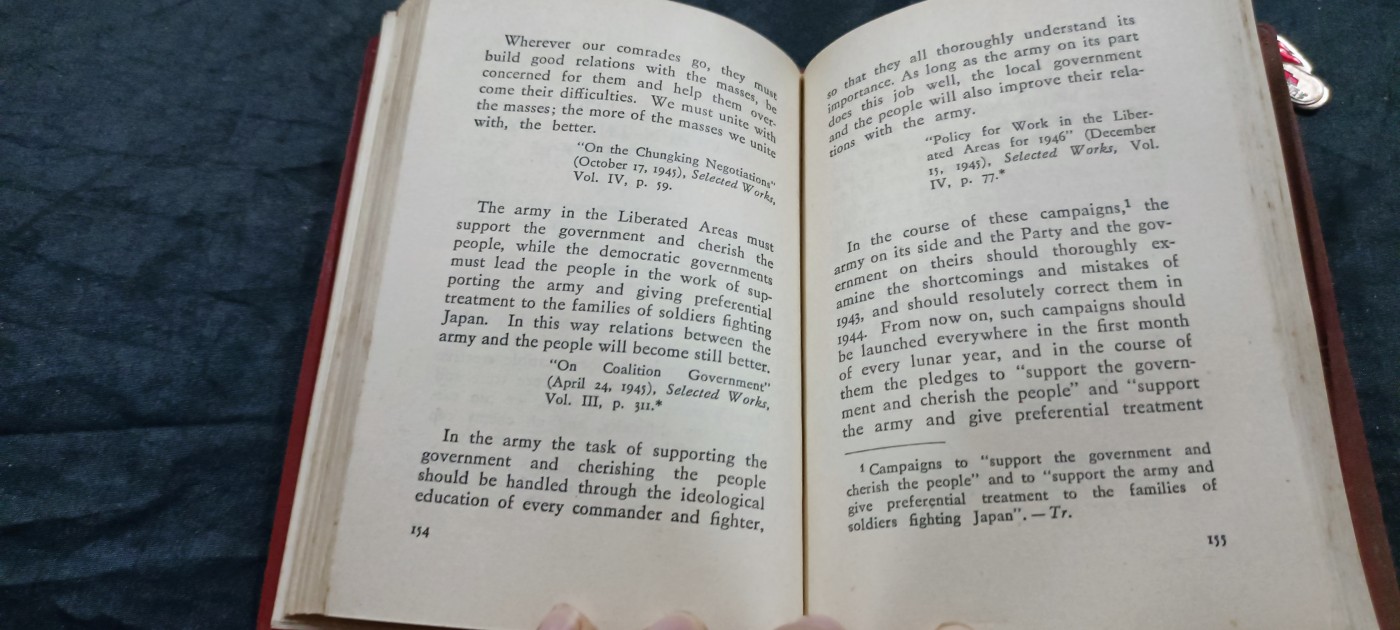 Wherever our comrades go, they must
build good relations with the masses, be
concerned for them and help them over-
come their difficulties. We must unite with
the masses; the more of the masses we unite
with, the better.
"On the Chungking Negotiations"
(October 17, 1945), Selected Works,
Vol. IV, p. 59.
The army in the Liberated Areas must
support the government and cherish the
people, while the democratic governments
must lead the people in the work of sup-
porting the army and giving preferential
treatment to the families of soldiers fighting
Japan. In this way relations between the
army and the people will become still better.
"On Coalition Government"
(April 24, 1945), Selected Works,
Vol. III, p. 311.*
In the army the task of supporting the
government and cherishing the people
should be handled through the ideological
education of every commander and fighter,
154
so that they all thoroughly understand its
importance. As long as the army on its part
does this job well, the local government
and the people will also improve their rela-
tions with the army.
"Policy for Work in the Liber-
ated Areas for 1946" (December
15, 1945), Selected Works, Vol.
IV, p. 77.*
In the course of these campaigns,¹ the
army on its side and the Party and the gov-
ernment on theirs should thoroughly ex-
amine the shortcomings and mistakes of
1943, and should resolutely correct them in
1944. From now on, such campaigns should
be launched everywhere in the first month
of every lunar year, and in the course of
them the pledges to "support the govern-
ment and cherish the people" and "support
the army and give preferential treatment
¹ Campaigns to "support the government and
cherish the people" and to "support the army and
give preferential treatment to the families of
soldiers fighting Japan". — Tr.
155